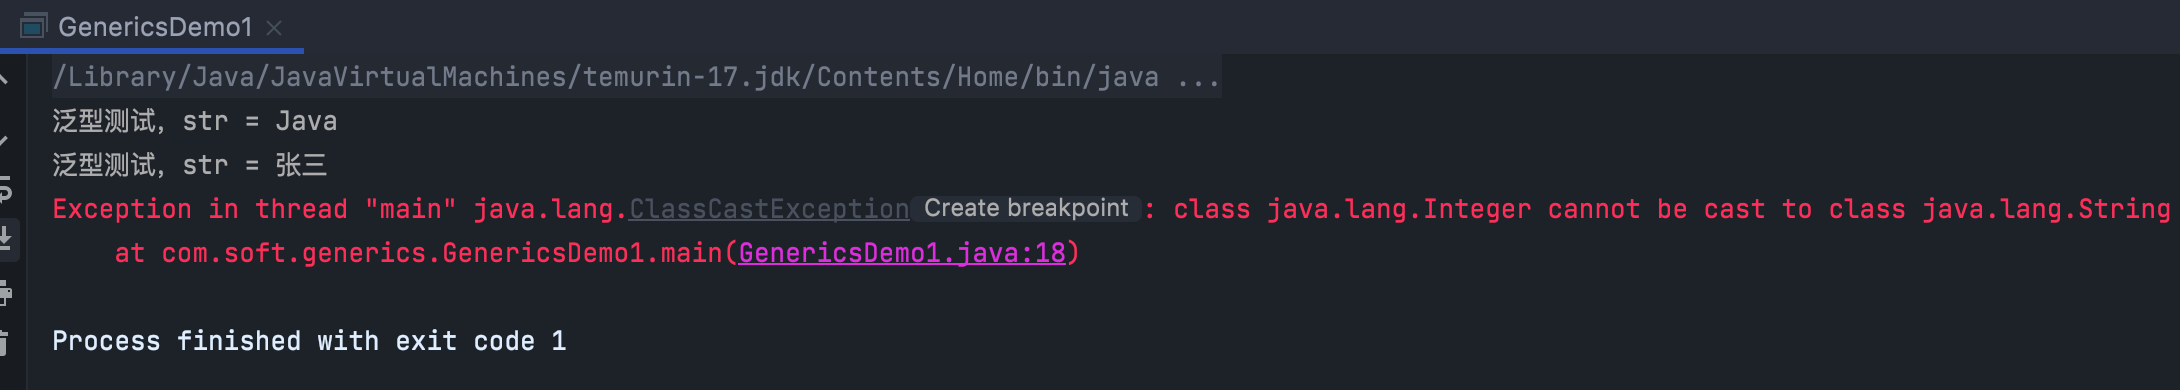 GenericsDemo1
/Library/Java/JavaVirtualMachines/temurin-17.jdk/Contents/Home/bin/java ...
泛型测试，str = Java
泛型测试，str = 张三
Exception in thread "main" java.lang.ClassCastException Create breakpoint : class java.lang.Integer cannot be cast to class java.lang.String
at com.soft.generics.GenericsDemo1.main(GenericsDemo1.java:18)
Process finished with exit code 1